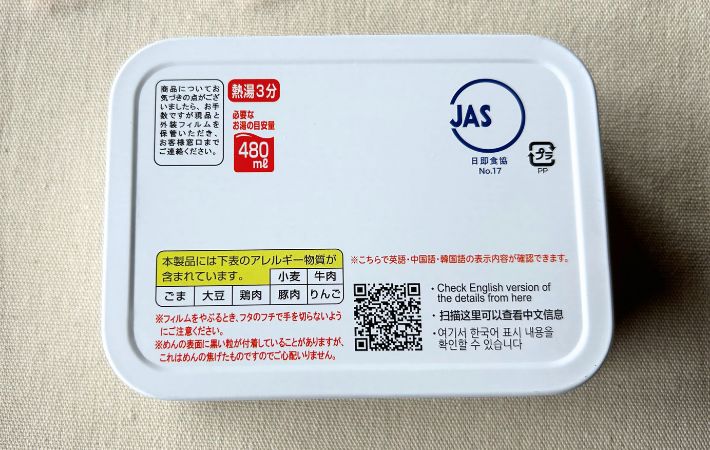 商品についてお
気づきの点がござ
いましたら、お手
数ですが現品と
外装フィルムを
保管いただき、
お客様窓口まで
ご連絡ください。
熱湯3分
必要な
お湯の目安量
480
mℓ
JAS
日即食協
No.17
プラ
PP
本製品には下表のアレルギー物質が
含まれています。
小麦 牛肉
ごま 大豆 鶏肉 豚肉 りんご
※フィルムをやぶるとき、フタのフチで手を切らないよう
にご注意ください。
※めんの表面に黒い粒が付着していることがありますが、
これはめんの焦げたものですのでご心配いりません。
※こちらで英語・中国語・韓国語の表示内容が確認できます。
・Check English version of
the details from here
・扫描这里可以查看中文信息
・여기서 한국어 표시 내용을
확인할 수 있습니다